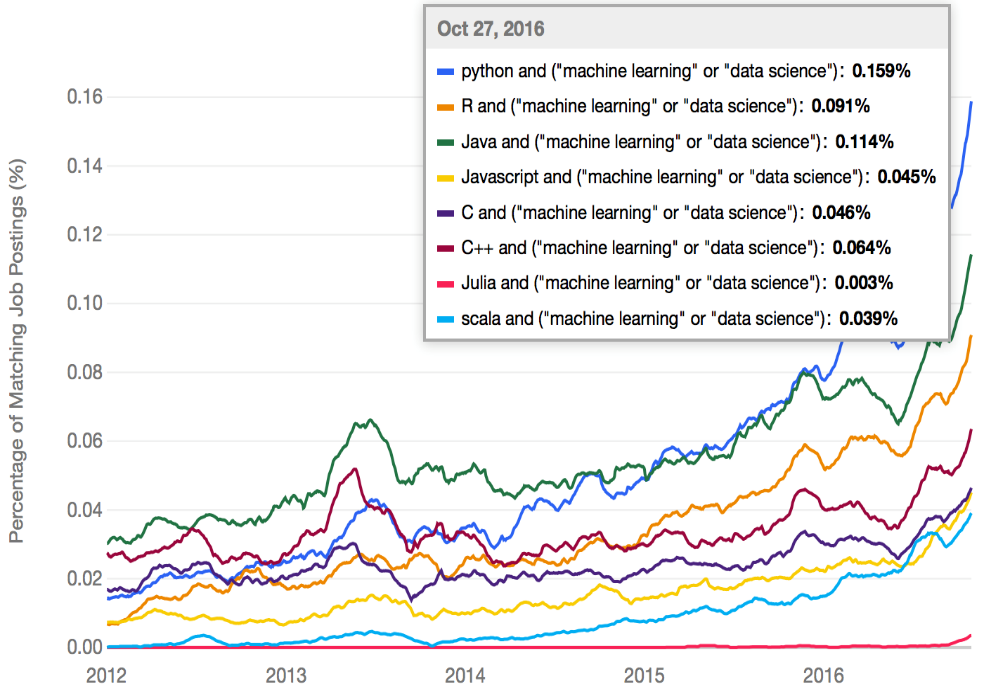 Oct 27, 2016
python and ("machine learning" or "data science"): 0.159%
R and ("machine learning" or "data science"): 0.091%
Java and ("machine learning" or "data science"): 0.114%
Javascript and ("machine learning" or "data science"): 0.045%
C and ("machine learning" or "data science"): 0.046%
C++ and ("machine learning" or "data science"): 0.064%
Julia and ("machine learning" or "data science"): 0.003%
scala and ("machine learning" or "data science"): 0.039%
Percentage of Matching Job Postings (%)
0.16
0.14
0.12
0.10
0.08
0.06
0.04
0.02
0.00
2012 2013 2014 2015 2016